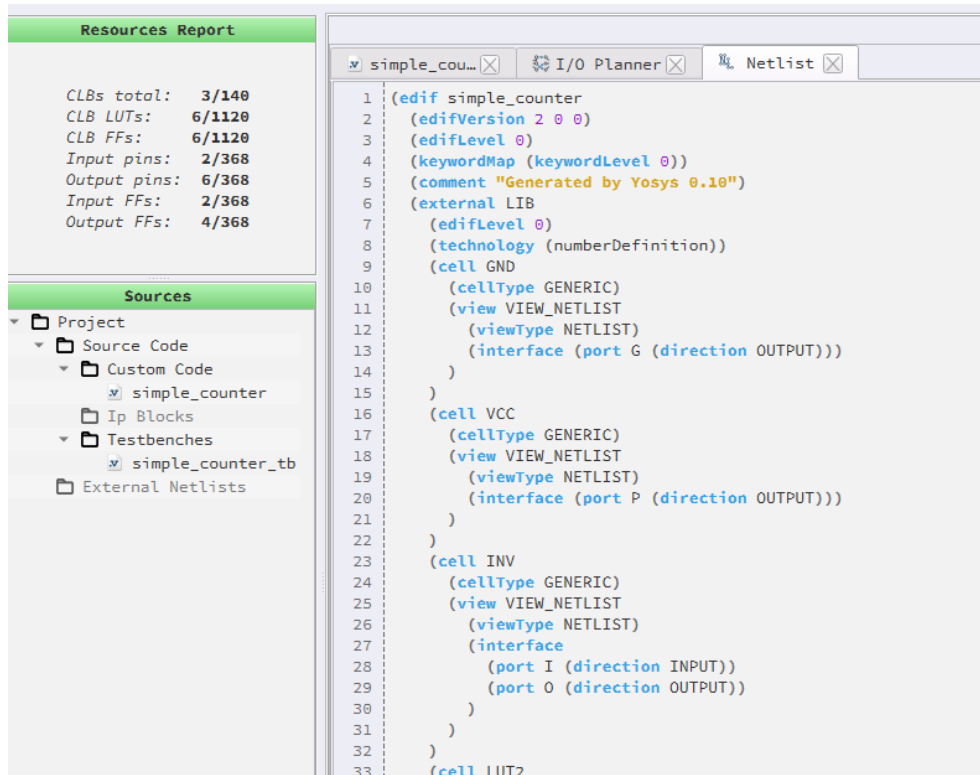 Resources Report
CLBs total: 3/140
CLB LUTs: 6/1120
CLB FFs: 6/1120
Input pins: 2/368
Output pins: 6/368
Input FFs: 2/368
Output FFs: 4/368
Sources
Project
Source Code
Custom Code
simple_counter
Ip Blocks
Testbenches
simple_counter_tb
External Netlists
simple_cou… I/O Planner Netlist
1 (edif simple_counter
2 (edifVersion 2 0 0)
3 (edifLevel 0)
4 (keywordMap (keywordLevel 0))
5 (comment "Generated by Yosys 0.10")
6 (external LIB
7 (edifLevel 0)
8 (technology (numberDefinition))
9 (cell GND
10 (cellType GENERIC)
11 (view VIEW_NETLIST
12 (viewType NETLIST)
13 (interface (port G (direction OUTPUT)))
14 )
15 )
16 (cell VCC
17 (cellType GENERIC)
18 (view VIEW_NETLIST
19 (viewType NETLIST)
20 (interface (port P (direction OUTPUT)))
21 )
22 )
23 (cell INV
24 (cellType GENERIC)
25 (view VIEW_NETLIST
26 (viewType NETLIST)
27 (interface
28 (port I (direction INPUT))
29 (port O (direction OUTPUT))
30 )
31 )
32 )
33 (cell LUT2